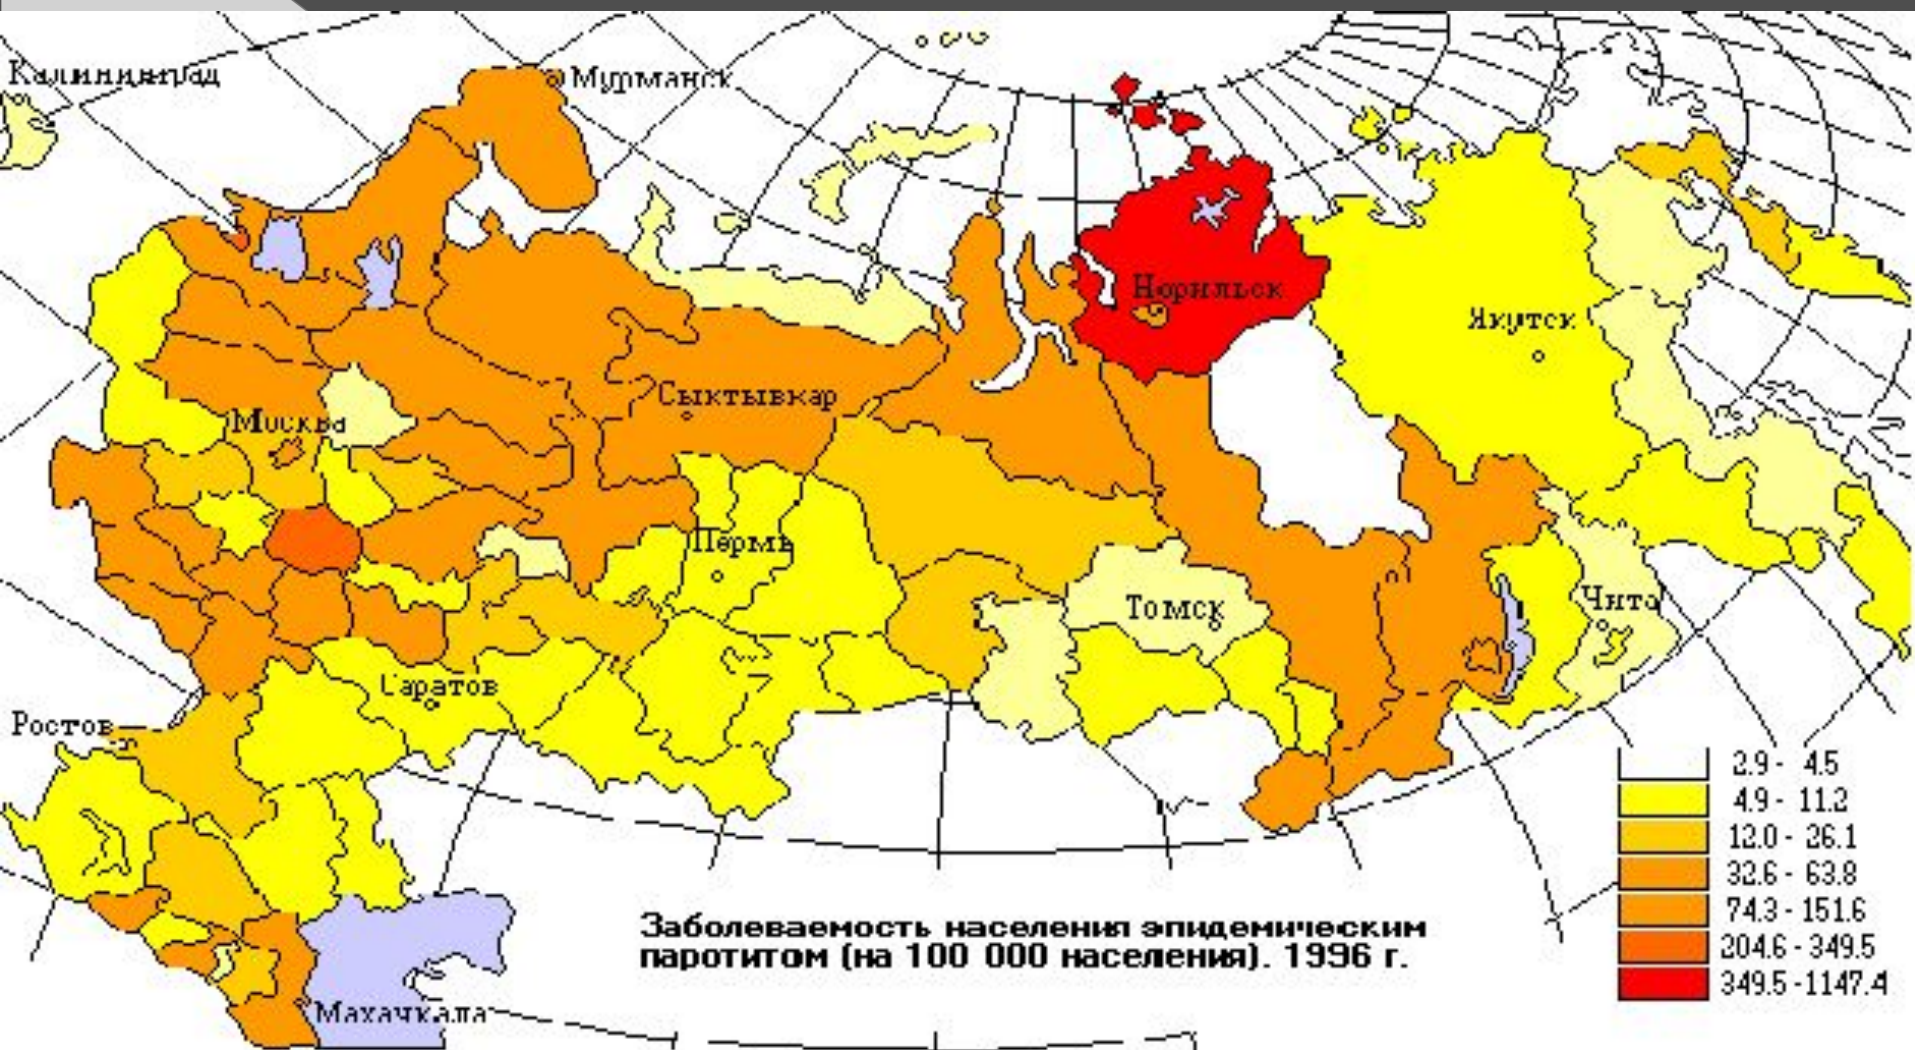 Калининград
Мурманск
Норильск
Якутск
Сыктывкар
Москва
Пермь
Томск
Чита
Саратов
Ростов
2.9 - 4.5
4.9 - 11.2
12.0 - 26.1
32.6 - 63.8
74.3 - 151.6
204.6 - 349.5
349.5 -1147.4
Заболеваемость населения эпидемическим
паротитом (на 100 000 населения). 1996 г.
Махачкала